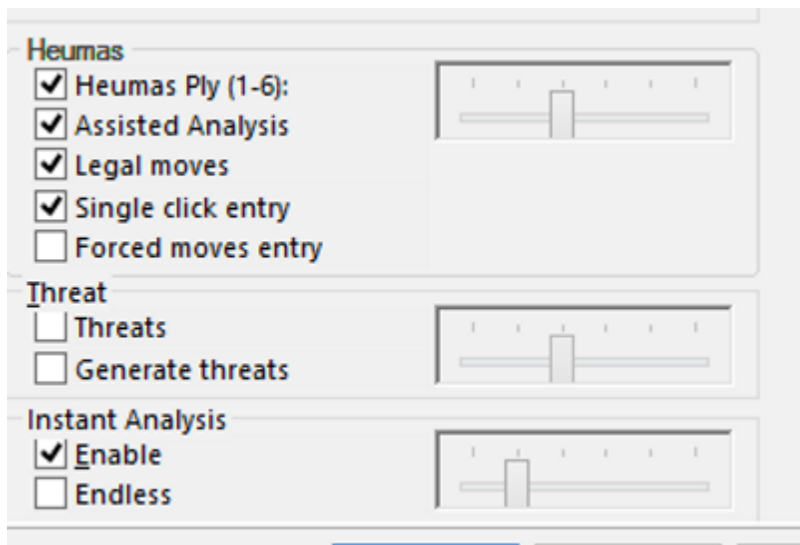 Heumas
Heumas Ply (1-6):
Assisted Analysis
Legal moves
Single click entry
Forced moves entry
Threat
Threats
Generate threats
Instant Analysis
Enable
Endless